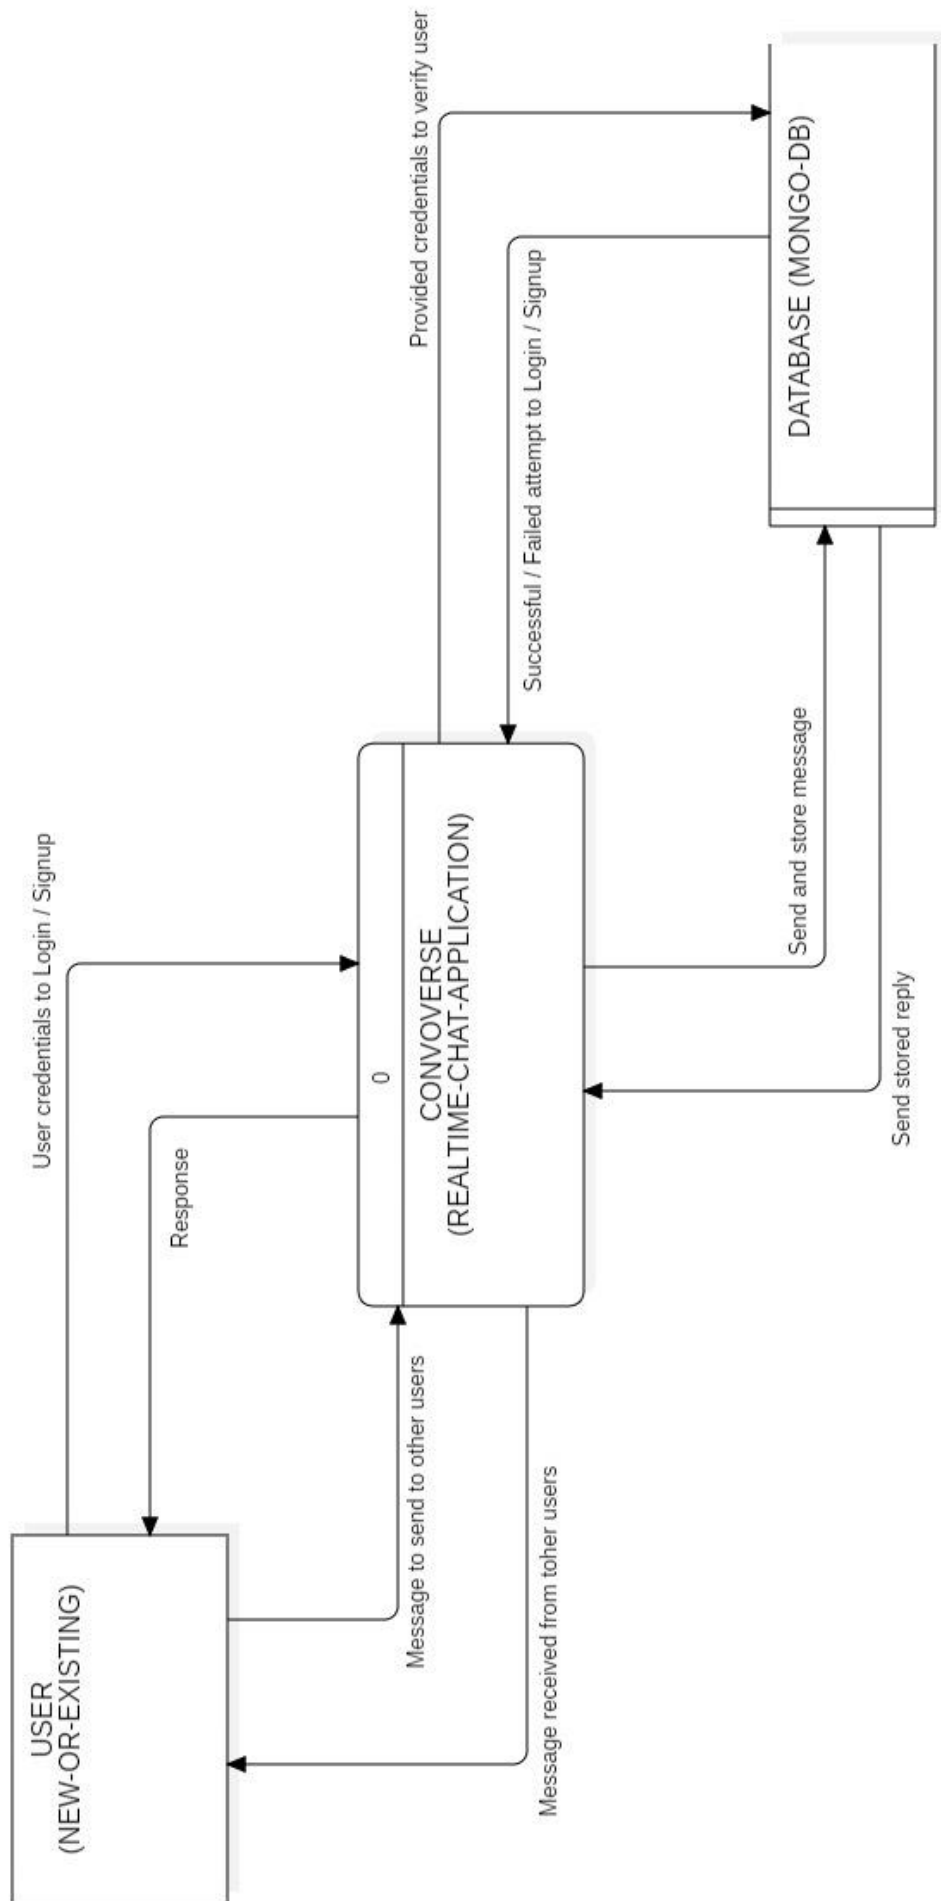 USER
(NEW-OR-EXISTING)
User credentials to Login / Signup
Response
Message to send to other users
Message received from toher users
0
CONVOVERSE
(REALTIME-CHAT-APPLICATION)
Provided credentials to verify user
Successful / Failed attempt to Login / Signup
Send and store message
Send stored reply
DATABASE (MONGO-DB)